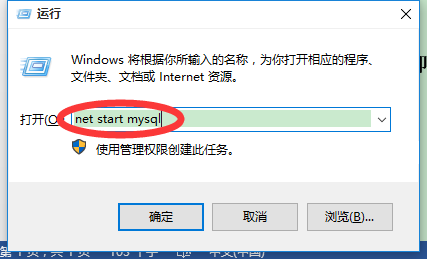 运行
Windows 将根据你所输入的名称，为你打开相应的程序、
文件夹、文档或 Internet 资源。
打开(O):
net start mysql
使用管理权限创建此任务。
确定
取消
浏览(B)...